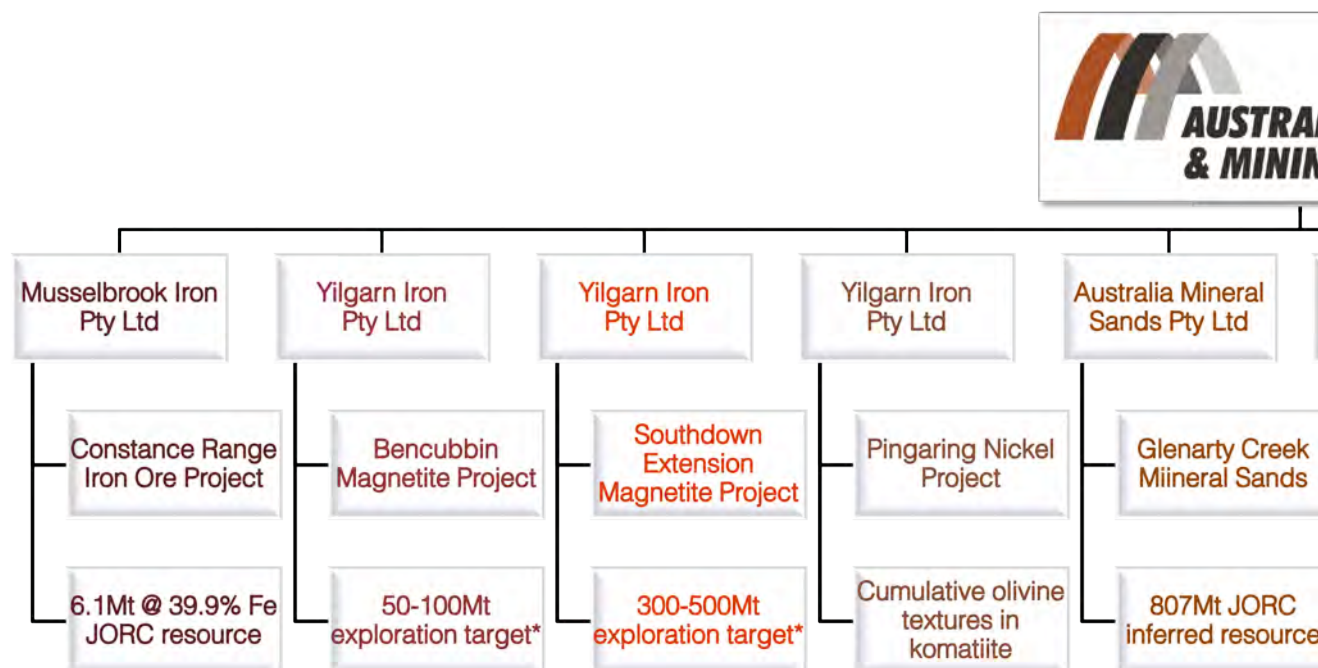 AUSTRA
& MININ
Musselbrook Iron
Pty Ltd
Yilgarn Iron
Pty Ltd
Yilgarn Iron
Pty Ltd
Yilgarn Iron
Pty Ltd
Australia Mineral
Sands Pty Ltd
Constance Range
Iron Ore Project
Bencubbin
Magnetite Project
Southdown
Extension
Magnetite Project
Pingaring Nickel
Project
Glenarty Creek
Miineral Sands
6.1Mt @ 39.9% Fe
JORC resource
50-100Mt
exploration target*
300-500Mt
exploration target*
Cumulative olivine
textures in
komatiite
807Mt JORC
inferred resource